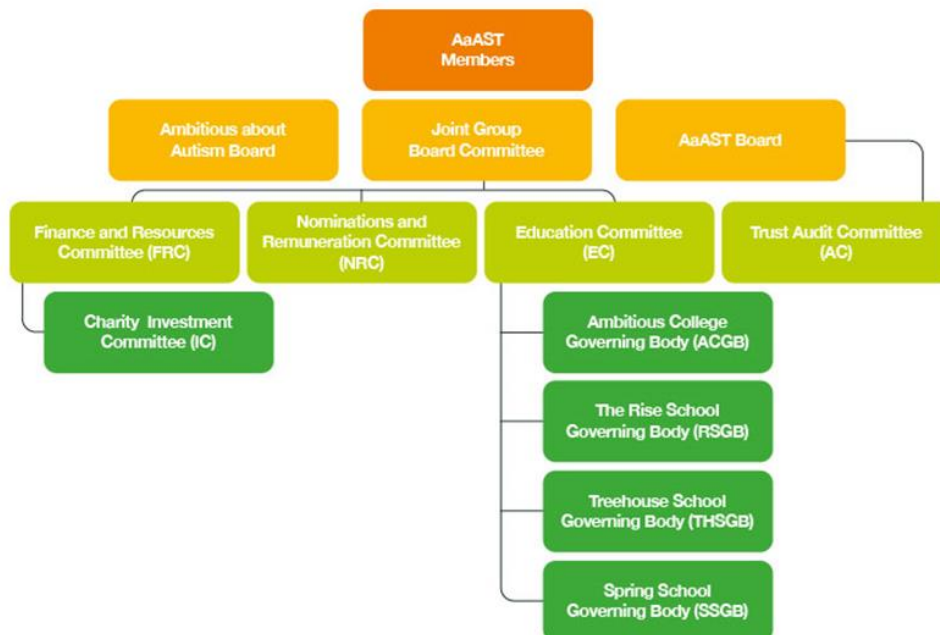 AaAST
Members
Ambitious about
Autism Board
Joint Group
Board Committee
AaAST Board
Finance and Resources
Committee (FRC)
Nominations and
Remuneration Committee
(NRC)
Education Committee
(EC)
Trust Audit Committee
(AC)
Charity Investment
Committee (IC)
Ambitious College
Governing Body (ACGB)
The Rise School
Governing Body (RSGB)
Treehouse School
Governing Body (THSGB)
Spring School
Governing Body (SSGB)